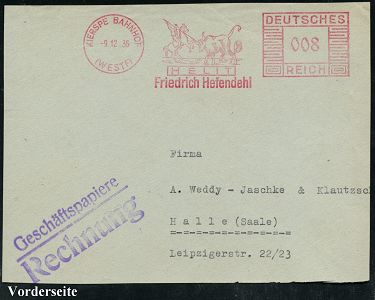 KIERSPE BAHNHOF
-9.12.36
(WESTF)
HELIT
Friedrich Hefendehl
DEUTSCHES
008
REICH
Firma
A. Weddy - Jaschke & Klautzsc
Halle (Saale)
Leipzigerstr. 22/23
Geschäftspapiere
Rechnung
Vorderseite